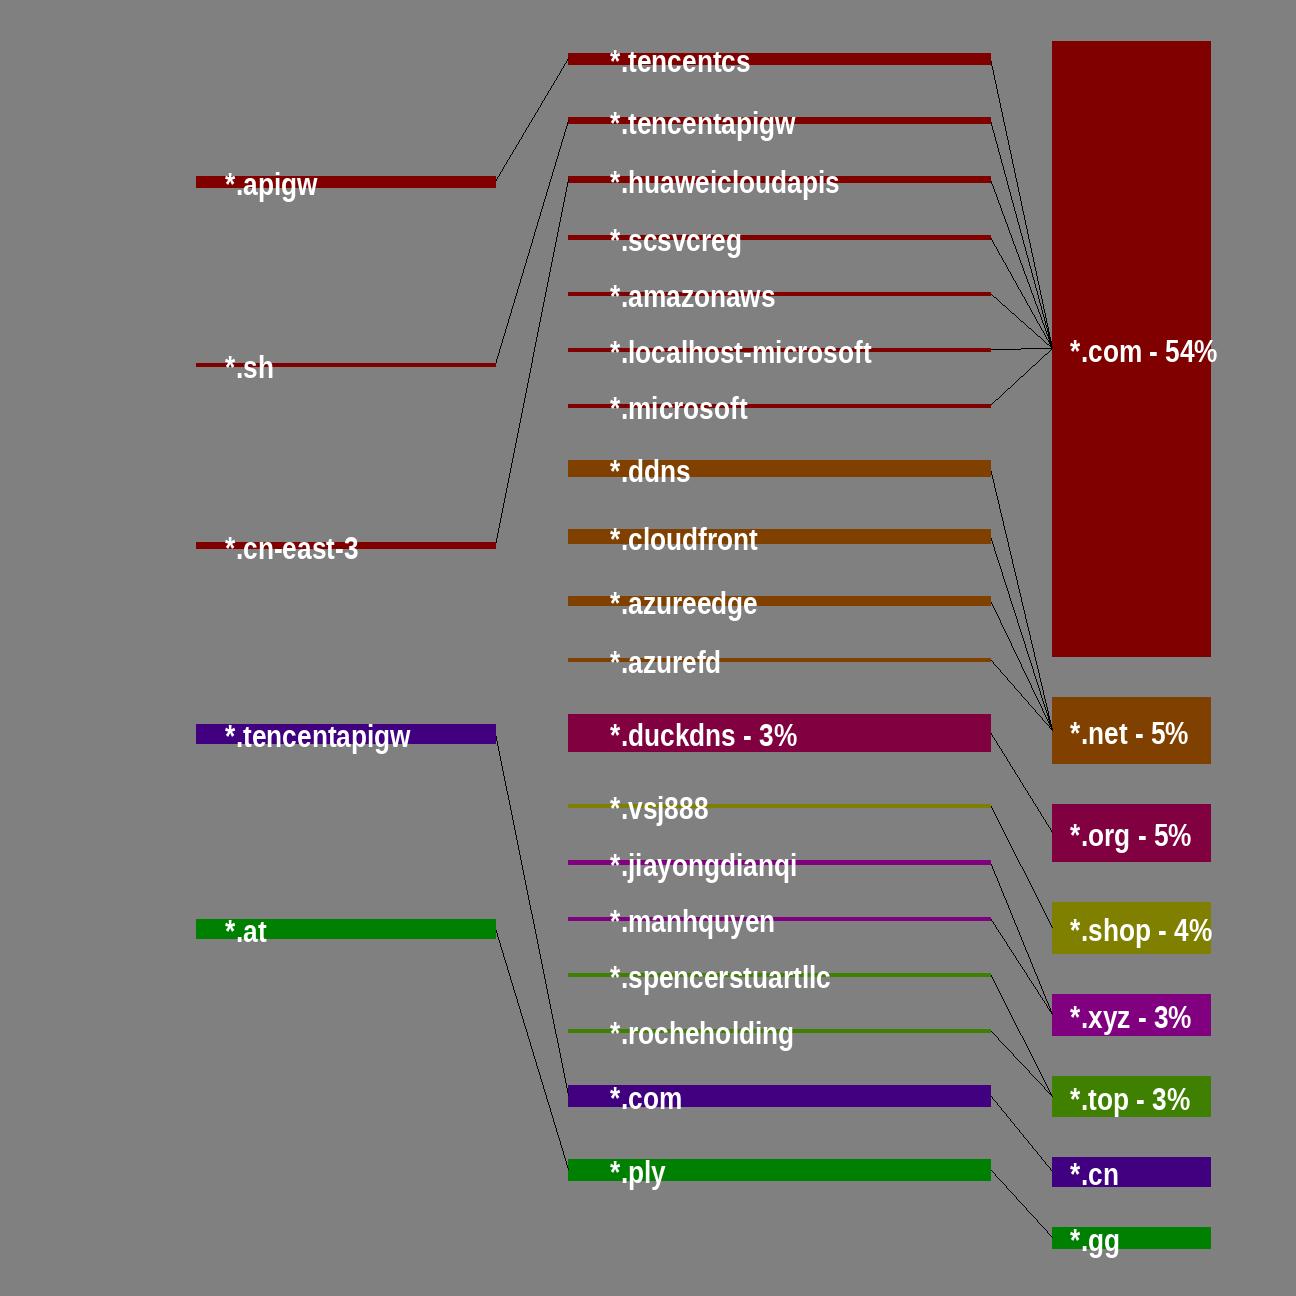 *.apigw
*.sh
*.cn-east-3
*.tencentapigw
*.at
*.tencentcs
*.tencentapigw
*.huaweicloudapis
*.scsvcreg
*.amazonaws
*.localhost-microsoft
*.microsoft
*.ddns
*.cloudfront
*.azureedge
*.azurefd
*.duckdns - 3%
*.vsj888
*.jiayongdianqi
*.manhquyen
*.spencerstuartllc
*.rocheholding
*.com
*.ply
*.com - 54%
*.net - 5%
*.org - 5%
*.shop - 4%
*.xyz - 3%
*.top - 3%
*.cn
*.gg